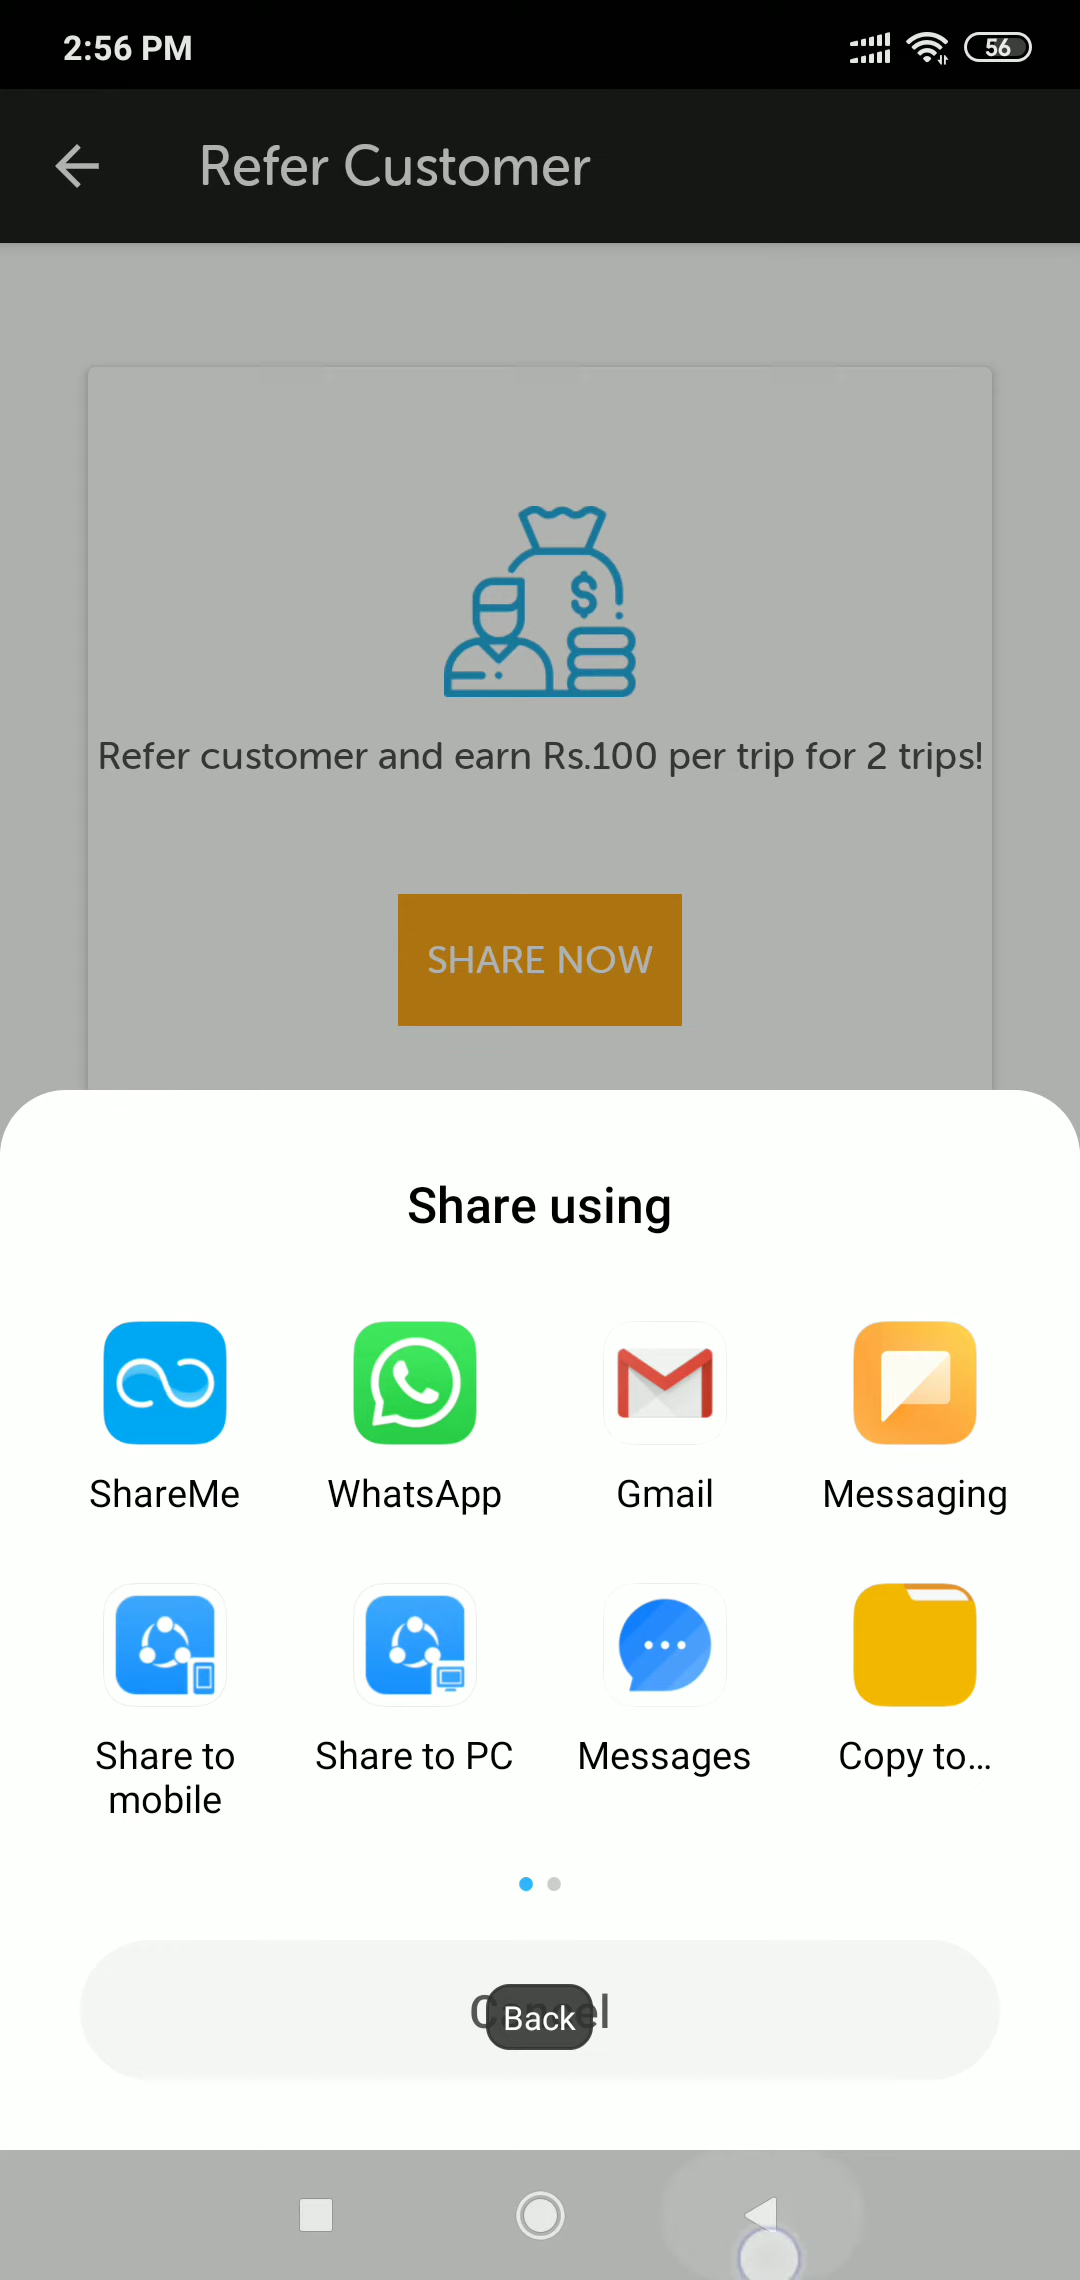 2:56 PM
56
Refer Customer
$
Refer customer and earn Rs.100 per trip for 2 trips!
SHARE NOW
Share using
ShareMe
WhatsApp
Gmail
Messaging
Share to
mobile
Share to PC
Messages
Copy to...
Cancel
Back